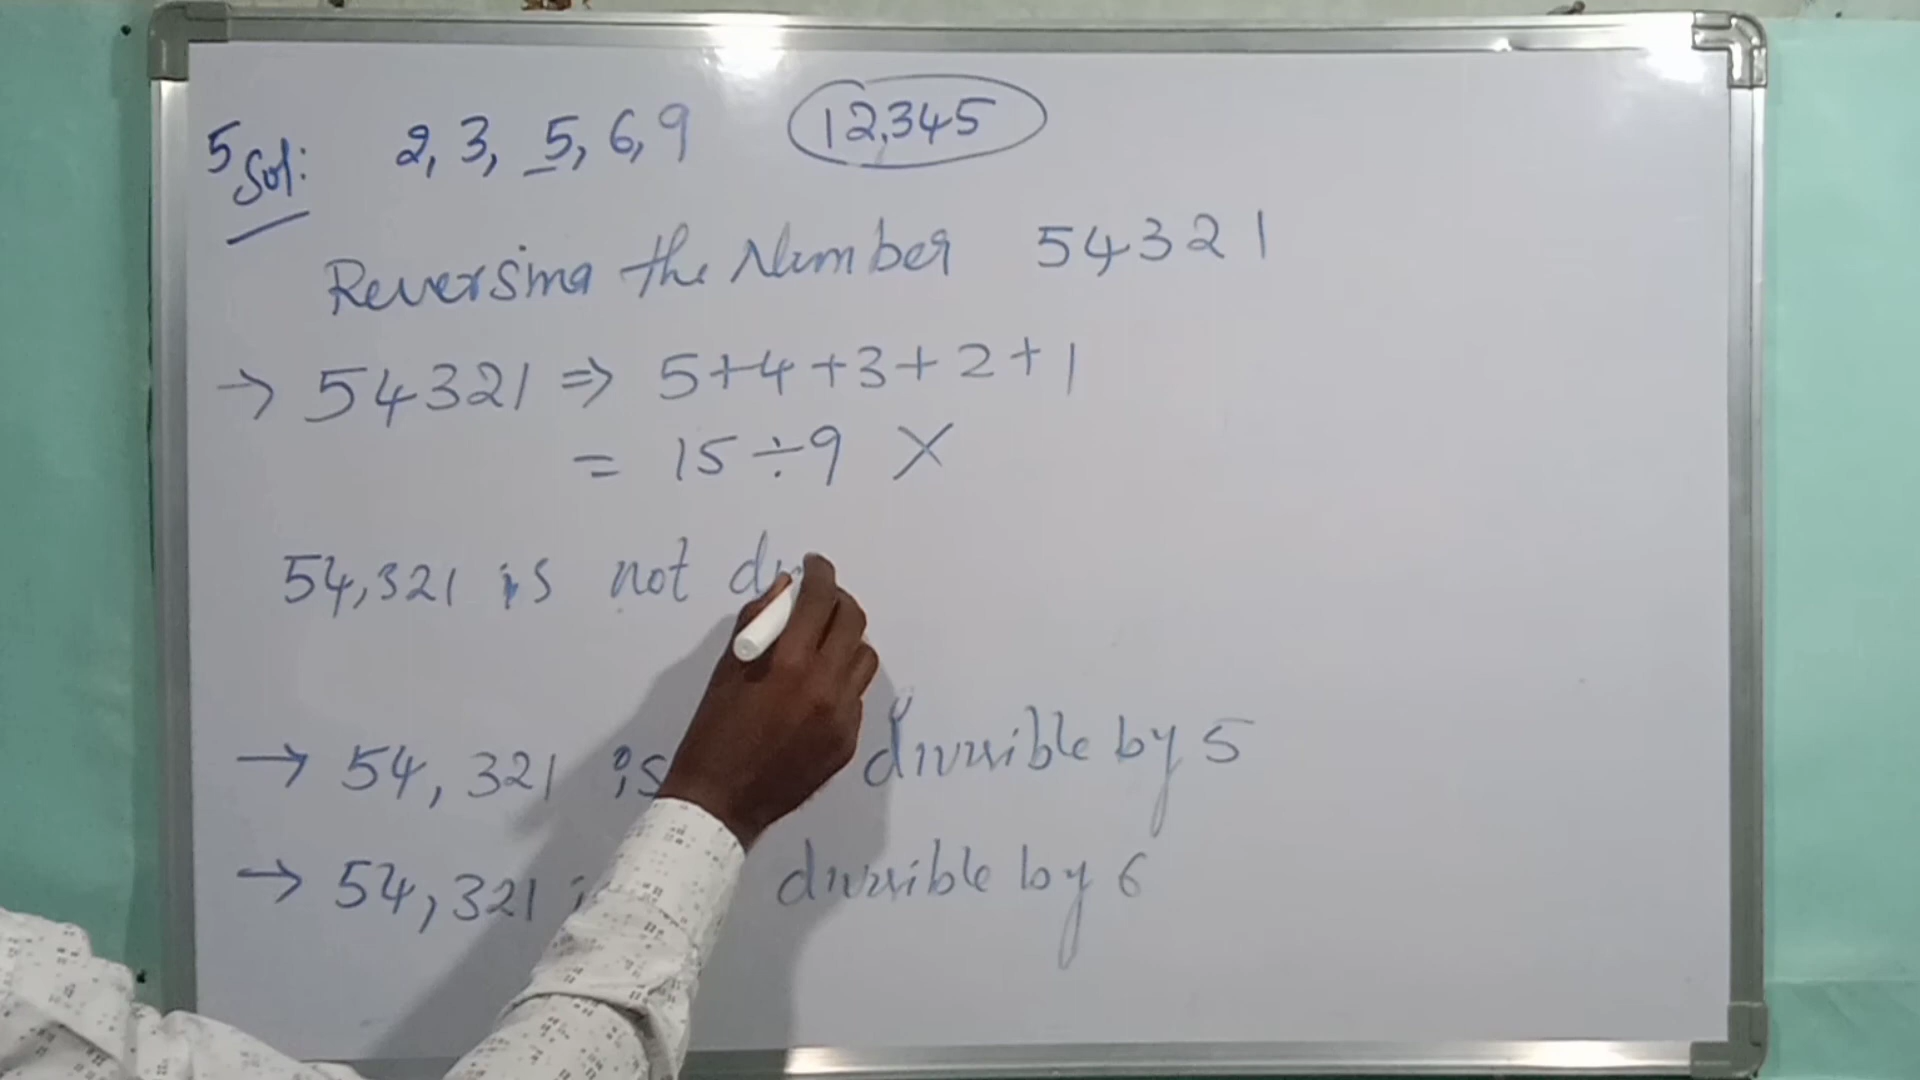 5 Sol: 2, 3, 5, 6, 9 12,345
Reversing the Number 54321
→ 54321 ⇒ 5+4+3+2+1
= 15÷9 X
54,321 is not
→ 54, 321 is divisible by 5
→ 54,321 divisible by 6